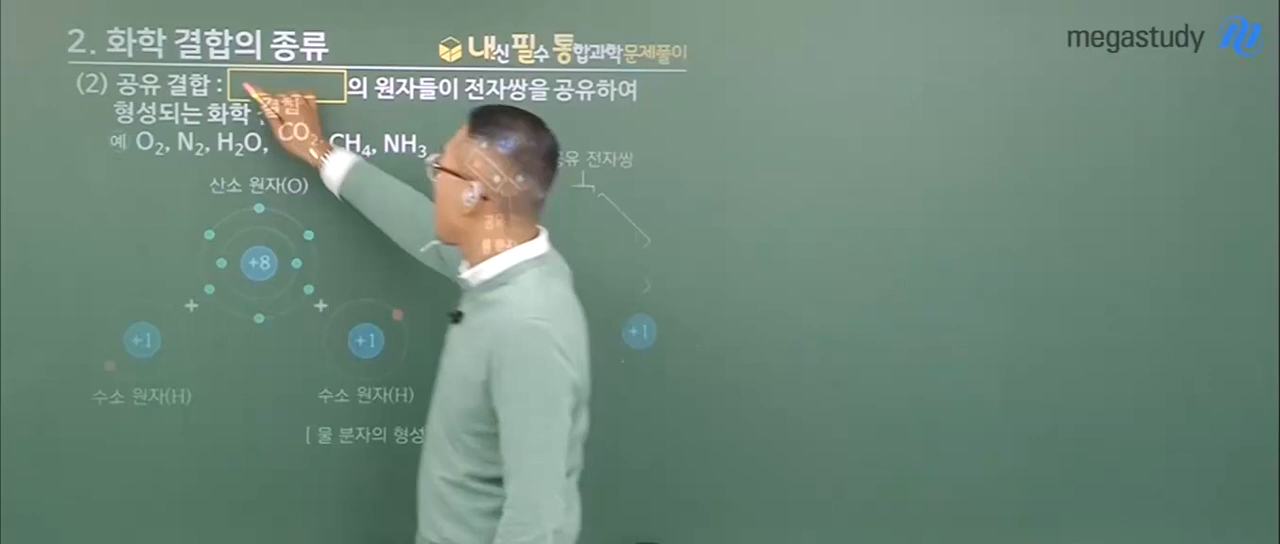 2. 화학 결합의 종류
내신 필수 통합과학 문제풀이
megastudy
(2) 공유 결합 : 의 원자들이 전자쌍을 공유하여
형성되는 화학 결합
예 O₂, N₂, H₂O, CO₂, CH₄, NH₃
공유 전자쌍
산소 원자(O)
+8
+ +
+1 +1 +1
수소 원자(H) 수소 원자(H)
[ 물 분자의 형성